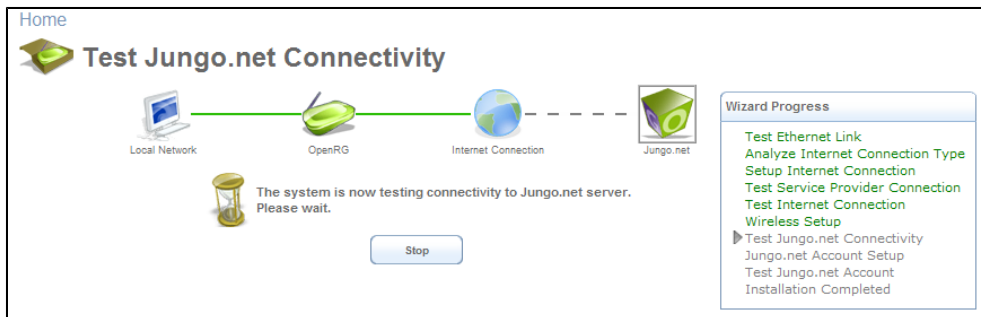 Home
Test Jungo.net Connectivity
Local Network
OpenRG
Internet Connection
Jungo.net
The system is now testing connectivity to Jungo.net server.
Please wait.
Stop
Wizard Progress
Test Ethernet Link
Analyze Internet Connection Type
Setup Internet Connection
Test Service Provider Connection
Test Internet Connection
Wireless Setup
Test Jungo.net Connectivity
Jungo.net Account Setup
Test Jungo.net Account
Installation Completed